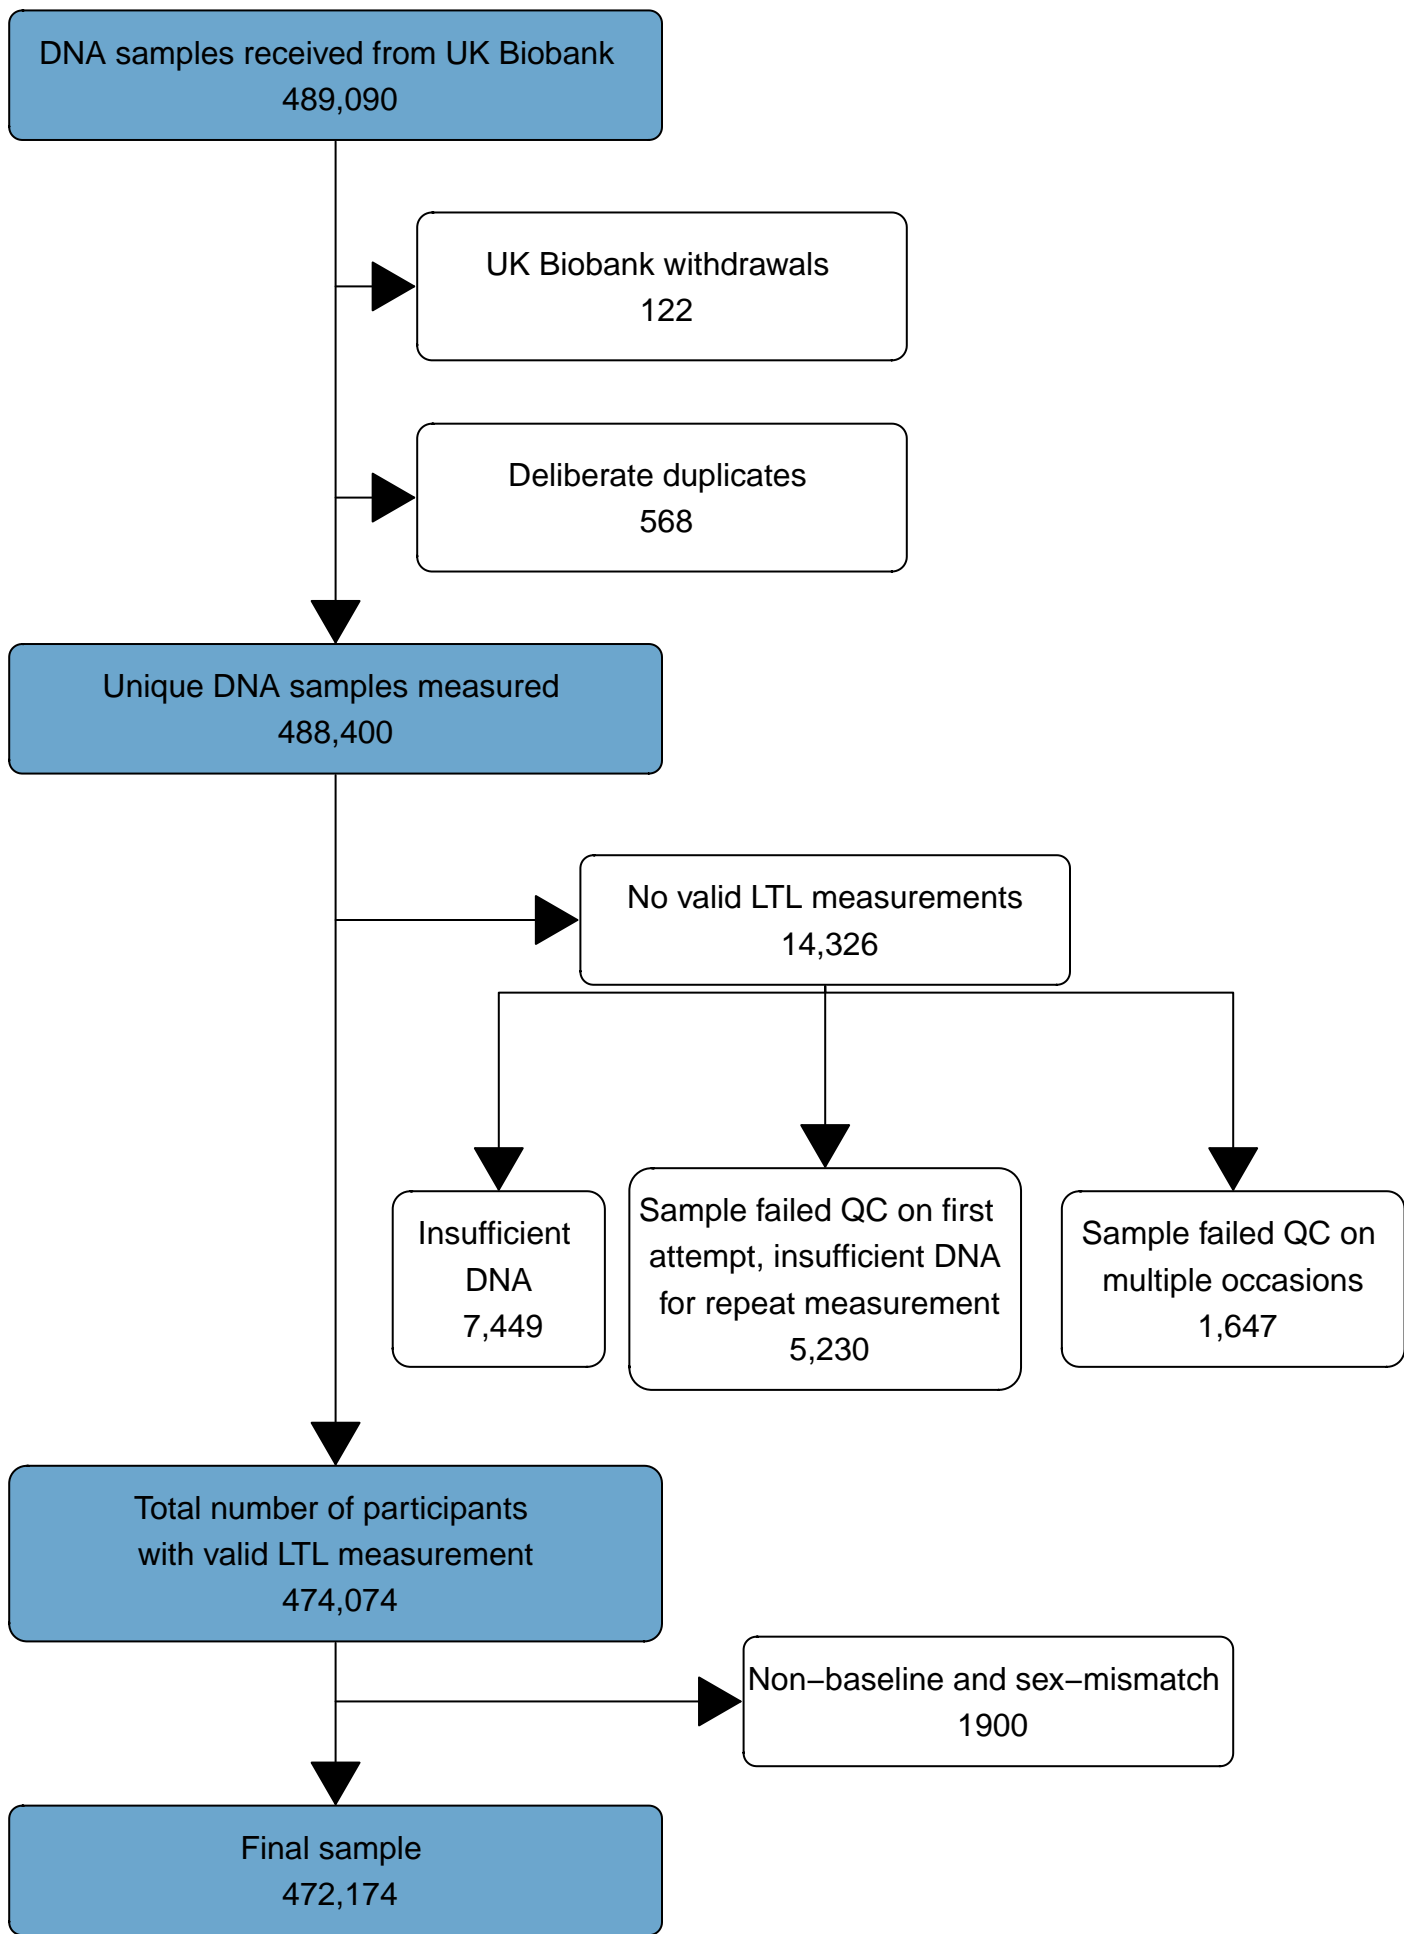 DNA samples received from UK Biobank
489,090
UK Biobank withdrawals
122
Deliberate duplicates
568
Unique DNA samples measured
488,400
No valid LTL measurements
14,326
Insufficient
DNA
7,449
Sample failed QC on first
attempt, insufficient DNA
for repeat measurement
5,230
Sample failed QC on
multiple occasions
1,647
Total number of participants
with valid LTL measurement
474,074
Non−baseline and sex−mismatch
1900
Final sample
472,174